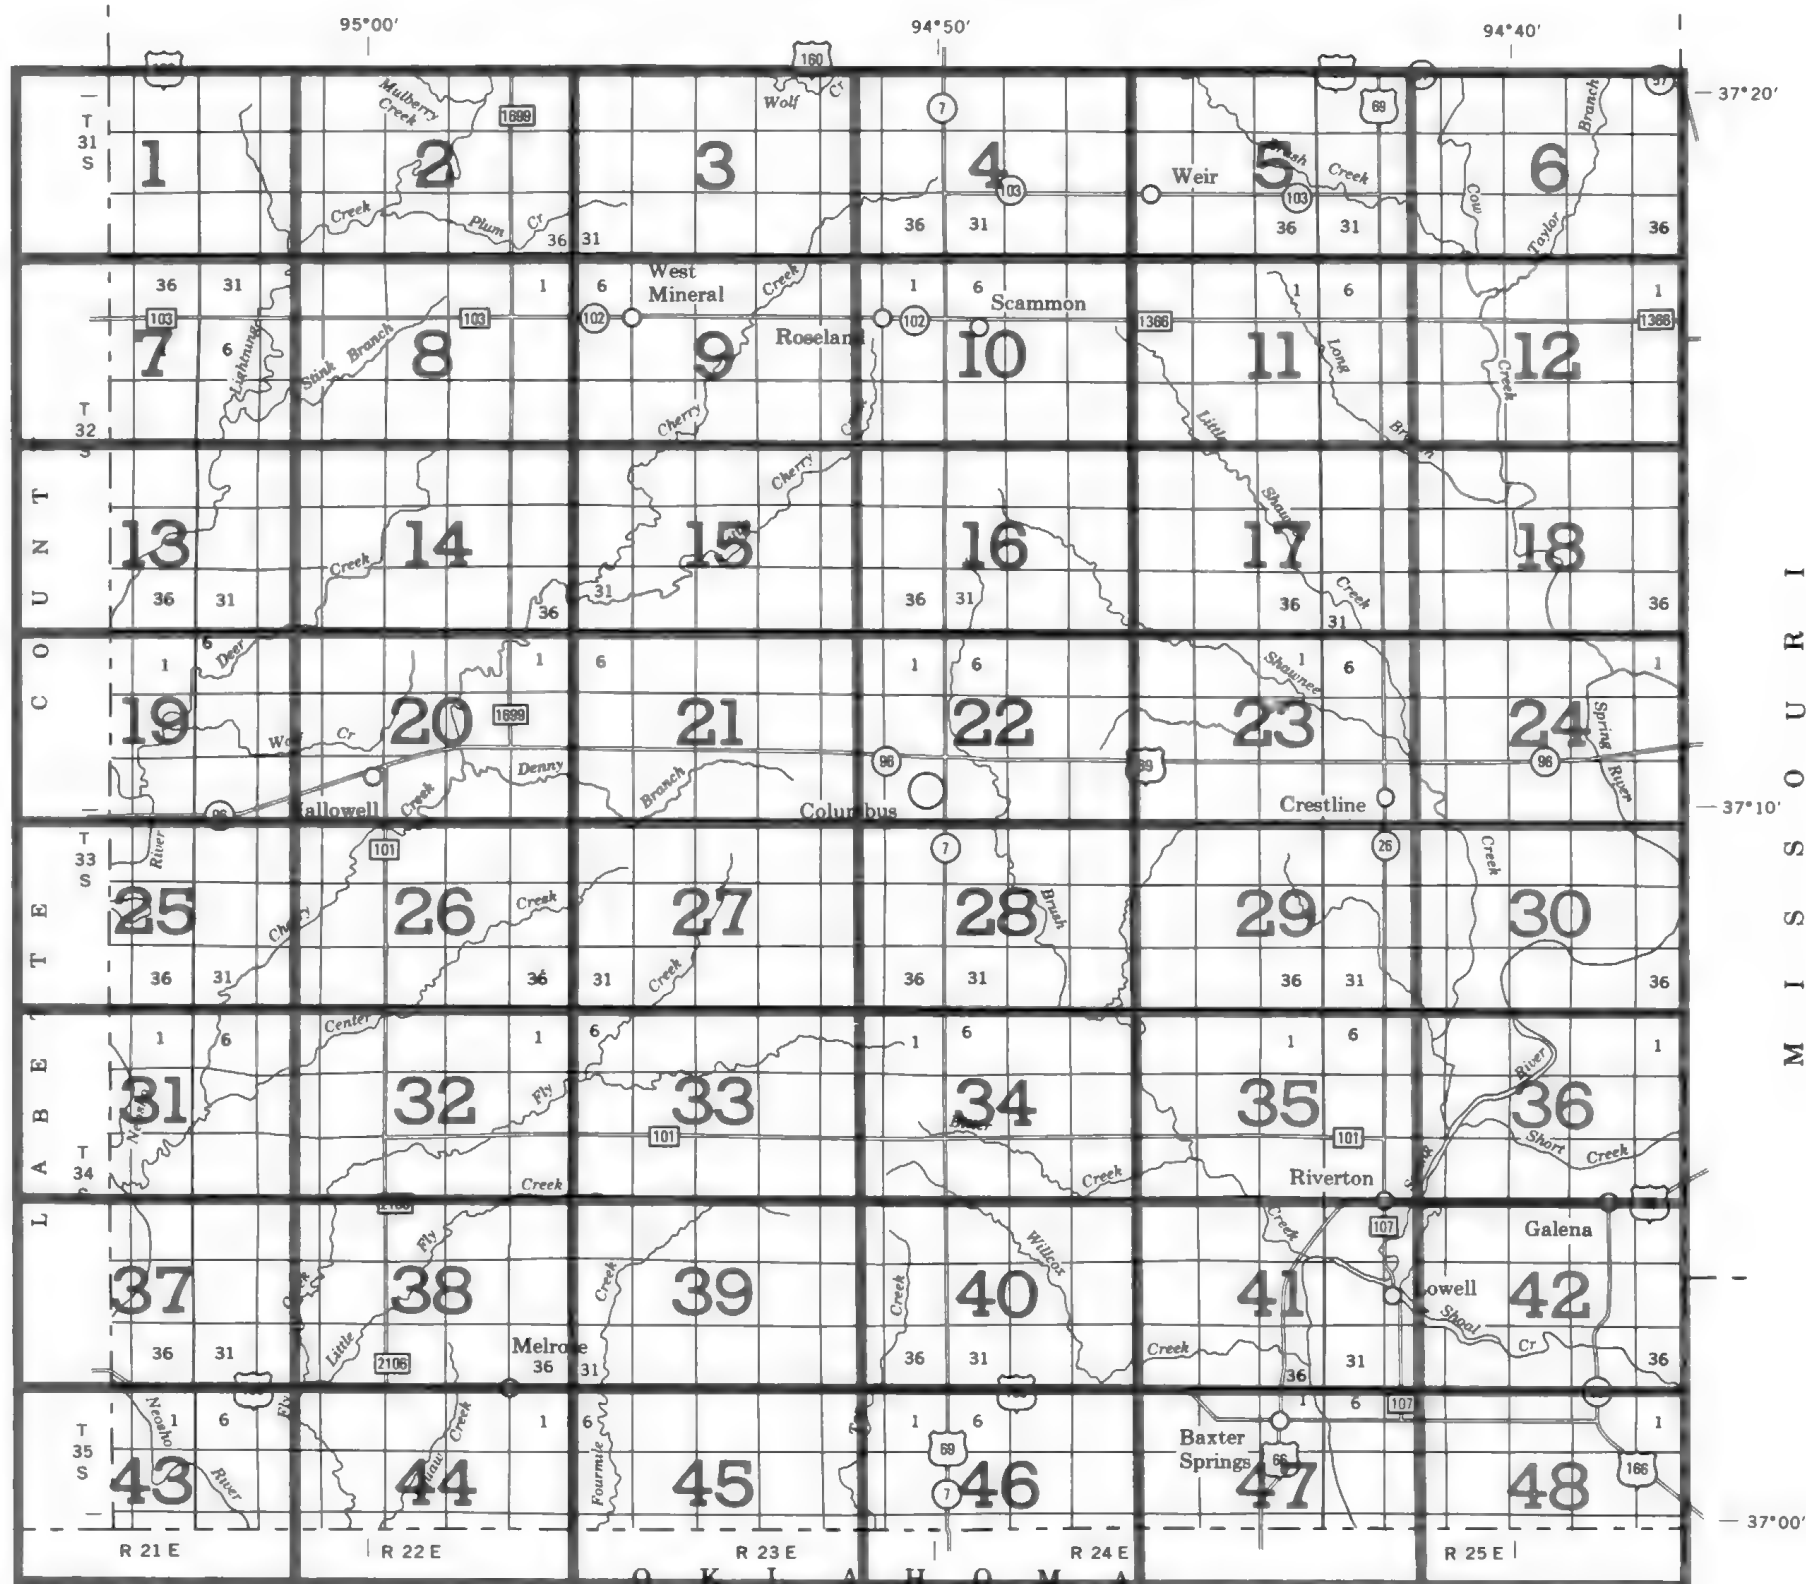 95°00′
94°50′
94°40′
160
37°20′
T
31
S
Mulberry
Creek
1699
Wolf
Cr
7
69
Branch
1
2
3
4
5
6
103
Weir
Brush
Creek
103
Creek
Plum
Cr
Cow
Taylor
36
31
36
31
36
31
36
36
31
1
6
West
Mineral
Creek
1
6
Scammon
1
6
1
103
103
102
Roseland
102
1366
1366
7
6
Lightning
Stink
Branch
8
9
10
11
Long
12
Creek
T
32
S
Cherry
Little
13
14
Creek
15
Cherry
16
17
Creek
18
36
31
36
31
36
31
36
31
36
6
Deer
1
1
6
1
6
Shawnee
1
6
1
19
20
1699
21
22
23
24
Spring
River
Cr
Denny
Branch
96
96
Creek
Columbus
Crestline
37°10′
T
33
S
River
101
7
26
Creek
25
26
Creek
27
28
Brush
29
30
Cherry
36
31
36
31
Creek
36
31
36
31
36
1
6
Center
1
6
1
6
1
6
1
31
32
Fly
33
34
35
River
36
101
101
Short
Creek
T
34
Creek
Creek
Riverton
37
38
Fly
39
Creek
40
Willcox
Creek
41
Creek
107
Galena
42
Shoal
Cr
Little
2106
Melrose
36
31
36
31
36
31
Creek
36
31
36
T
35
S
Neosho
River
1
6
Fly
Creek
1
6
Fourmile
1
6
69
7
1
6
107
1
Baxter
Springs
66
166
43
44
45
46
47
48
37°00′
R 21 E
R 22 E
R 23 E
R 24 E
R 25 E
OKLAHOMA
LABETTE COUNT
MISSOURI